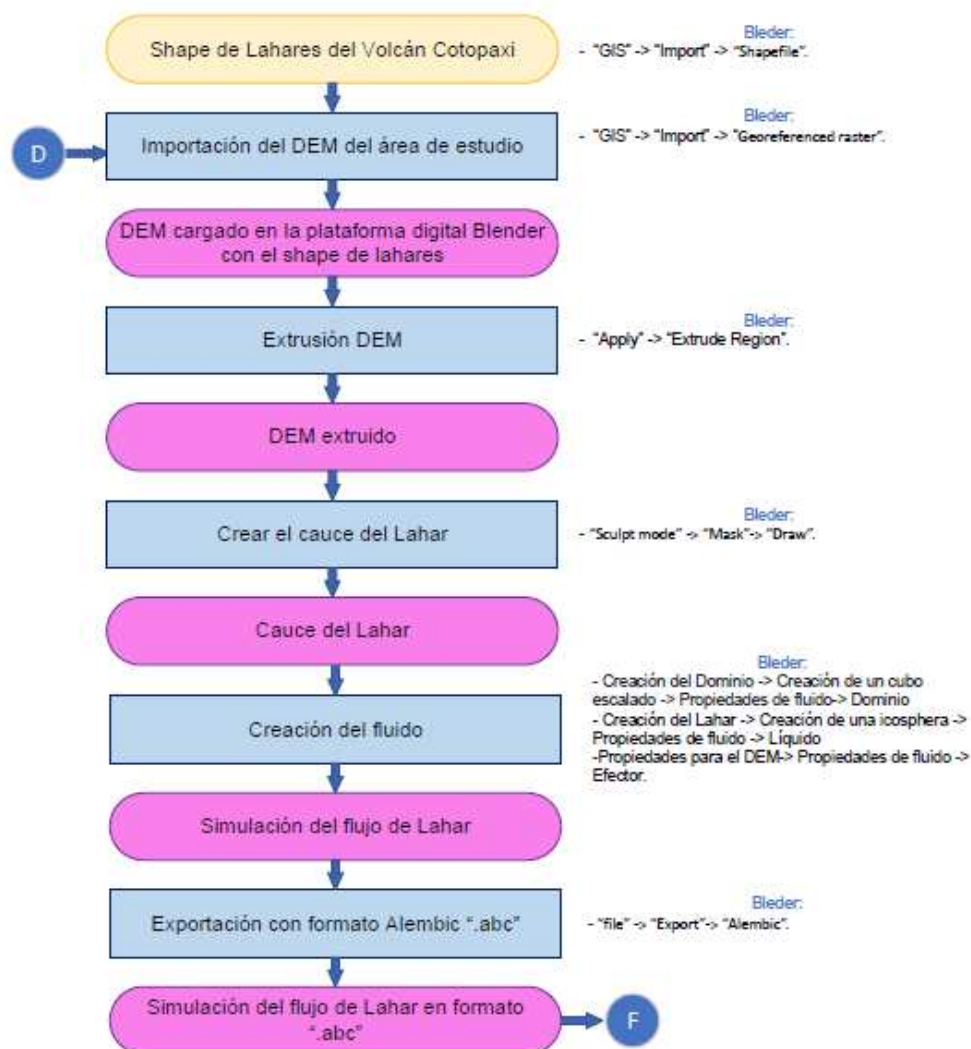 Shape de Lahares del Volcán Cotopaxi
Bleder:
- "GIS" -> "Import" -> "Shapefile".
D
Importación del DEM del área de estudio
Bleder:
- "GIS" -> "Import" -> "Georeferenced raster".
DEM cargado en la plataforma digital Blender
con el shape de lahares
Extrusión DEM
Bleder:
- "Apply" -> "Extrude Region".
DEM extruido
Crear el cauce del Lahar
Bleder:
- "Sculpt mode" -> "Mask"-> "Draw".
Cauce del Lahar
Creación del fluido
Bleder:
- Creación del Dominio -> Creación de un cubo
escalado -> Propiedades de fluido-> Dominio
- Creación del Lahar -> Creación de una icosphera ->
Propiedades de fluido -> Líquido
-Propiedades para el DEM-> Propiedades de fluido ->
Efector.
Simulación del flujo de Lahar
Exportación con formato Alembic ".abc"
Bleder:
- "file" -> "Export"-> "Alembic".
Simulación del flujo de Lahar en formato
".abc"
F